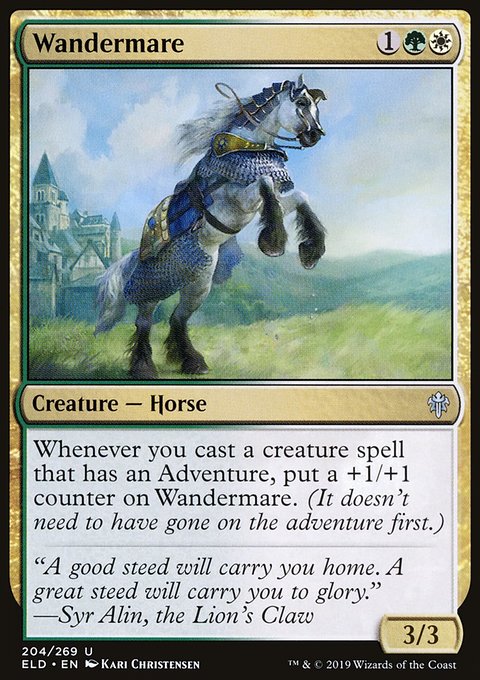 Wandermare 1
Creature — Horse
Whenever you cast a creature spell
that has an Adventure, put a +1/+1
counter on Wandermare. (It doesn't
need to have gone on the adventure first.)
“A good steed will carry you home. A
great steed will carry you to glory.”
—Syr Alin, the Lion's Claw
3/3
204/269 U
ELD • EN Kari Christensen
™ & © 2019 Wizards of the Coast